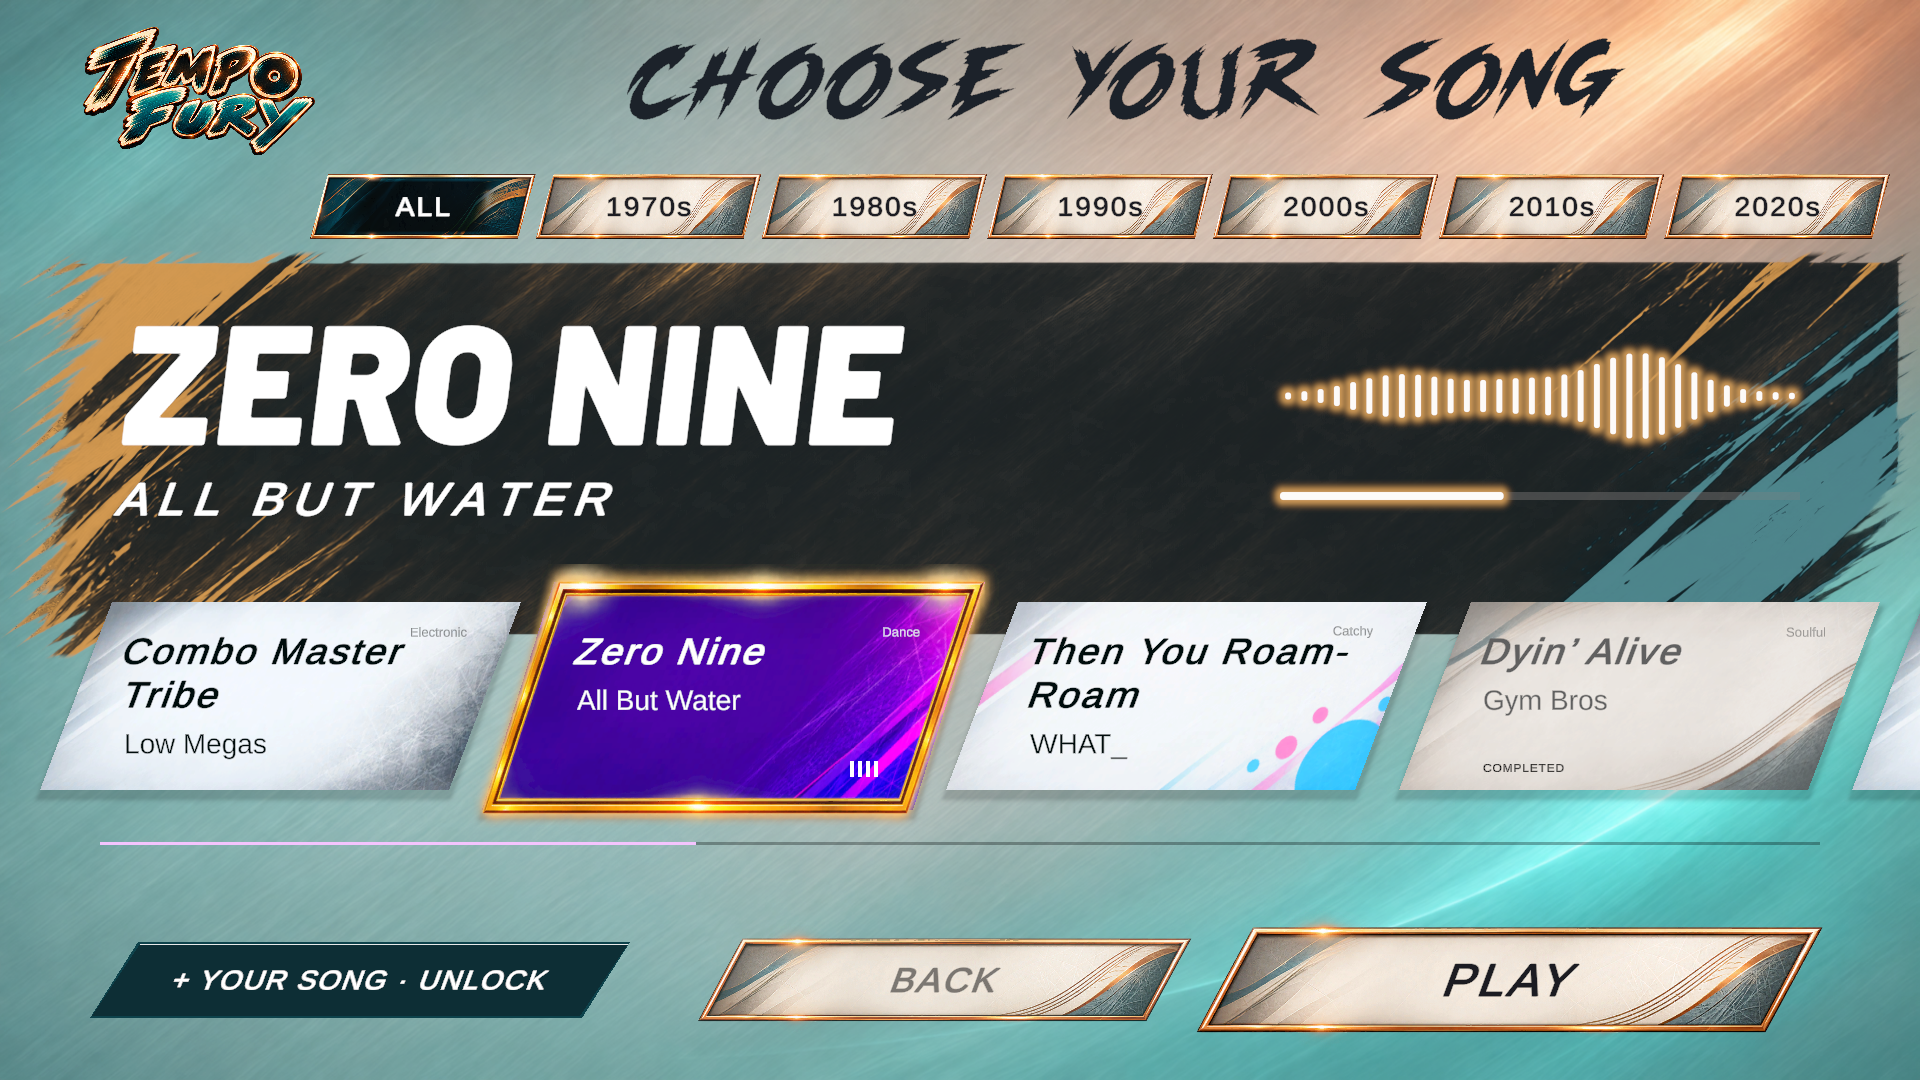 TEMPO
FURY
CHOOSE YOUR SONG
ALL
1970s
1980s
1990s
2000s
2010s
2020s
ZERO NINE
ALL BUT WATER
Combo Master
Tribe
Electronic
Low Megas
Zero Nine
Dance
All But Water
Then You Roam-
Roam
Catchy
WHAT_
Dyin’ Alive
Soulful
Gym Bros
COMPLETED
+ YOUR SONG · UNLOCK
BACK
PLAY